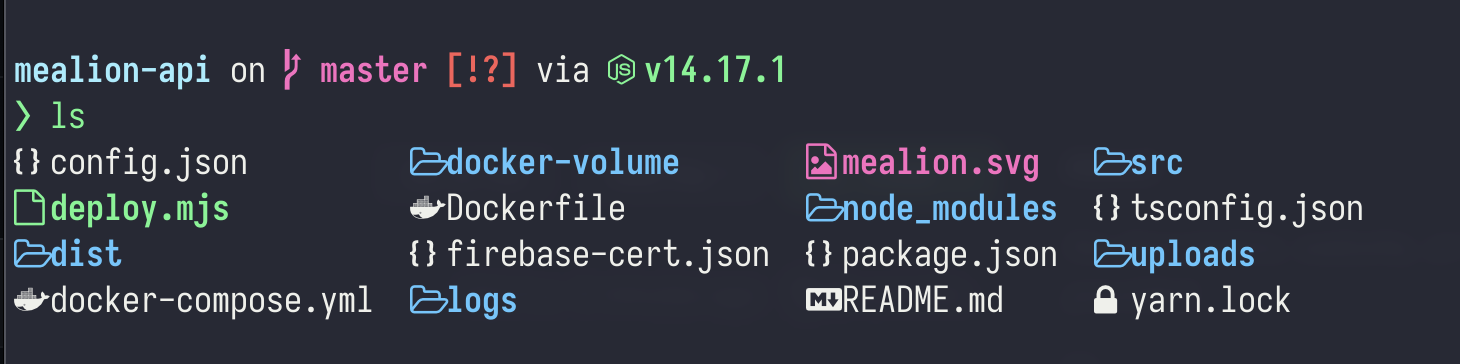 mealion-api on master [!?] via v14.17.1
❯ ls
{} config.json docker-volume mealion.svg src
deploy.mjs Dockerfile node_modules {} tsconfig.json
dist {} firebase-cert.json {} package.json uploads
docker-compose.yml logs README.md yarn.lock